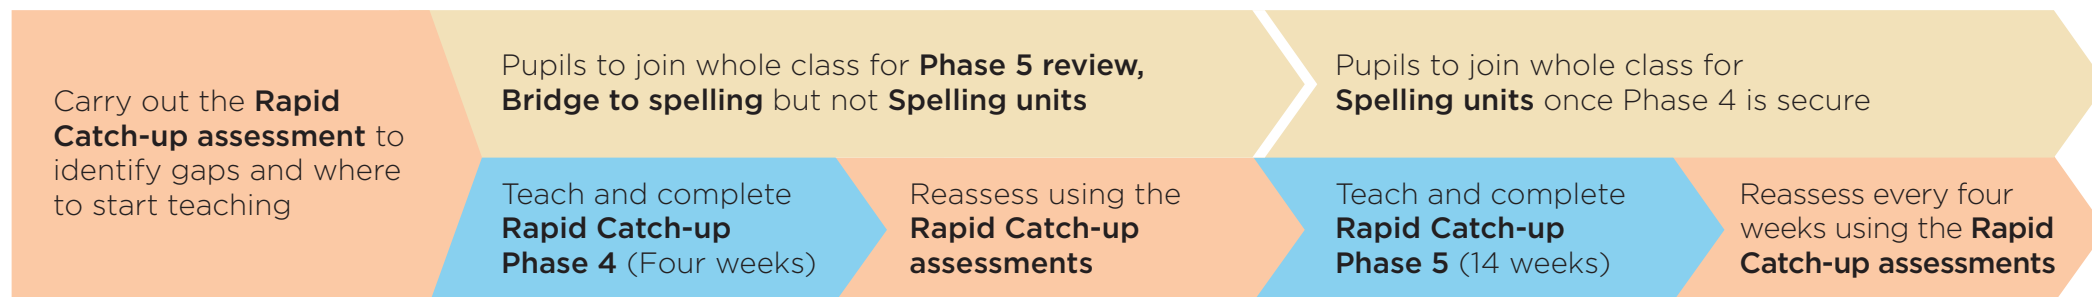 Carry out the Rapid
Catch-up assessment to
identify gaps and where
to start teaching
Pupils to join whole class for Phase 5 review,
Bridge to spelling but not Spelling units
Teach and complete
Rapid Catch-up
Phase 4 (Four weeks)
Reassess using the
Rapid Catch-up
assessments
Pupils to join whole class for
Spelling units once Phase 4 is secure
Teach and complete
Rapid Catch-up
Phase 5 (14 weeks)
Reassess every four
weeks using the Rapid
Catch-up assessments